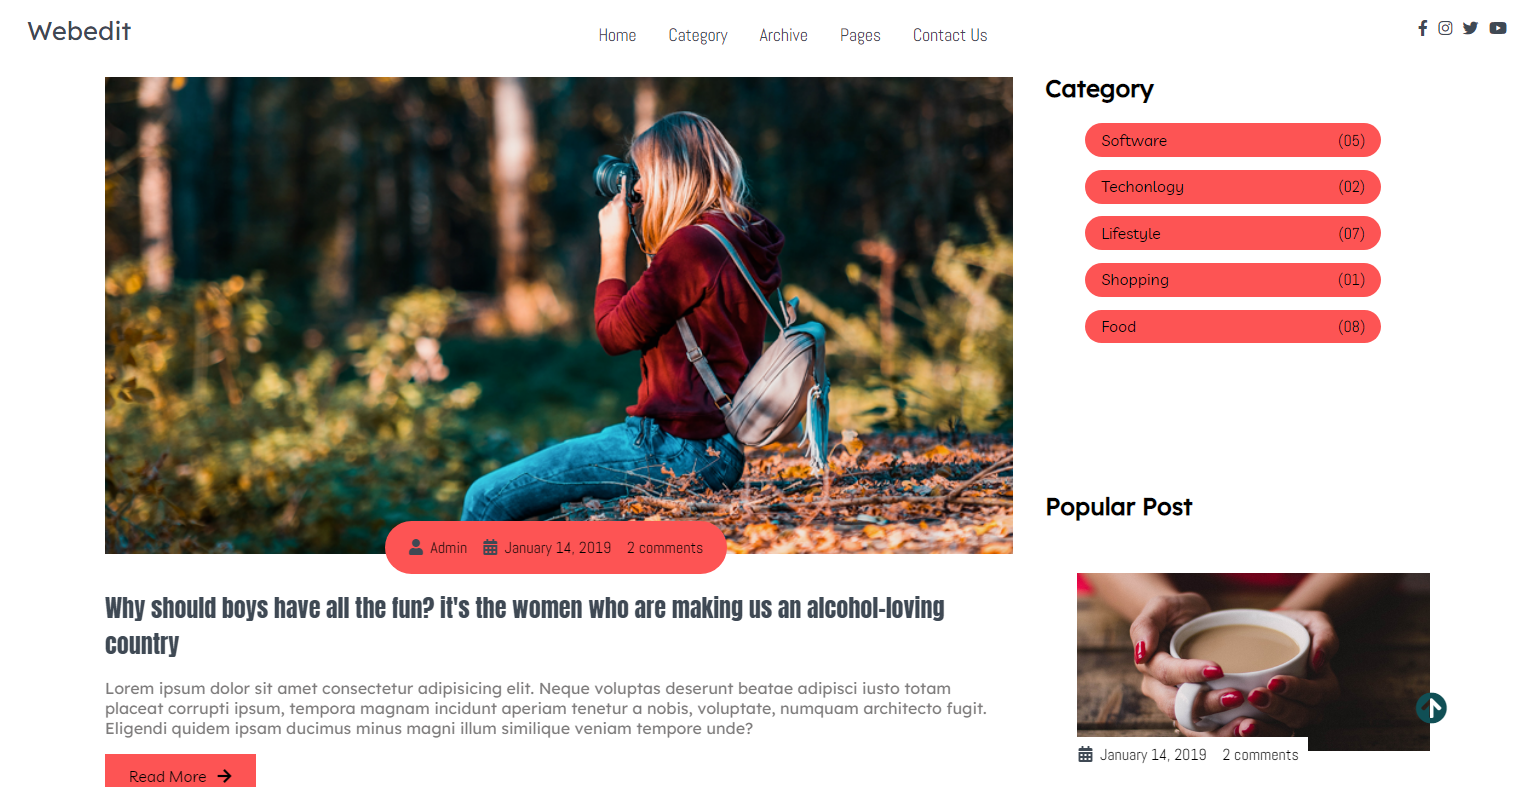 Webedit
Home Category Archive Pages Contact Us
Admin January 14, 2019 2 comments
Why should boys have all the fun? it's the women who are making us an alcohol-loving
country
Lorem ipsum dolor sit amet consectetur adipisicing elit. Neque voluptas deserunt beatae adipisci iusto totam
placeat corrupti ipsum, tempora magnam incidunt aperiam tenetur a nobis, voluptate, numquam architecto fugit.
Eligendi quidem ipsam ducimus minus magni illum similique veniam tempore unde?
Read More
Category
Software (05)
Techonlogy (02)
Lifestyle (07)
Shopping (01)
Food (08)
Popular Post
January 14, 2019 2 comments